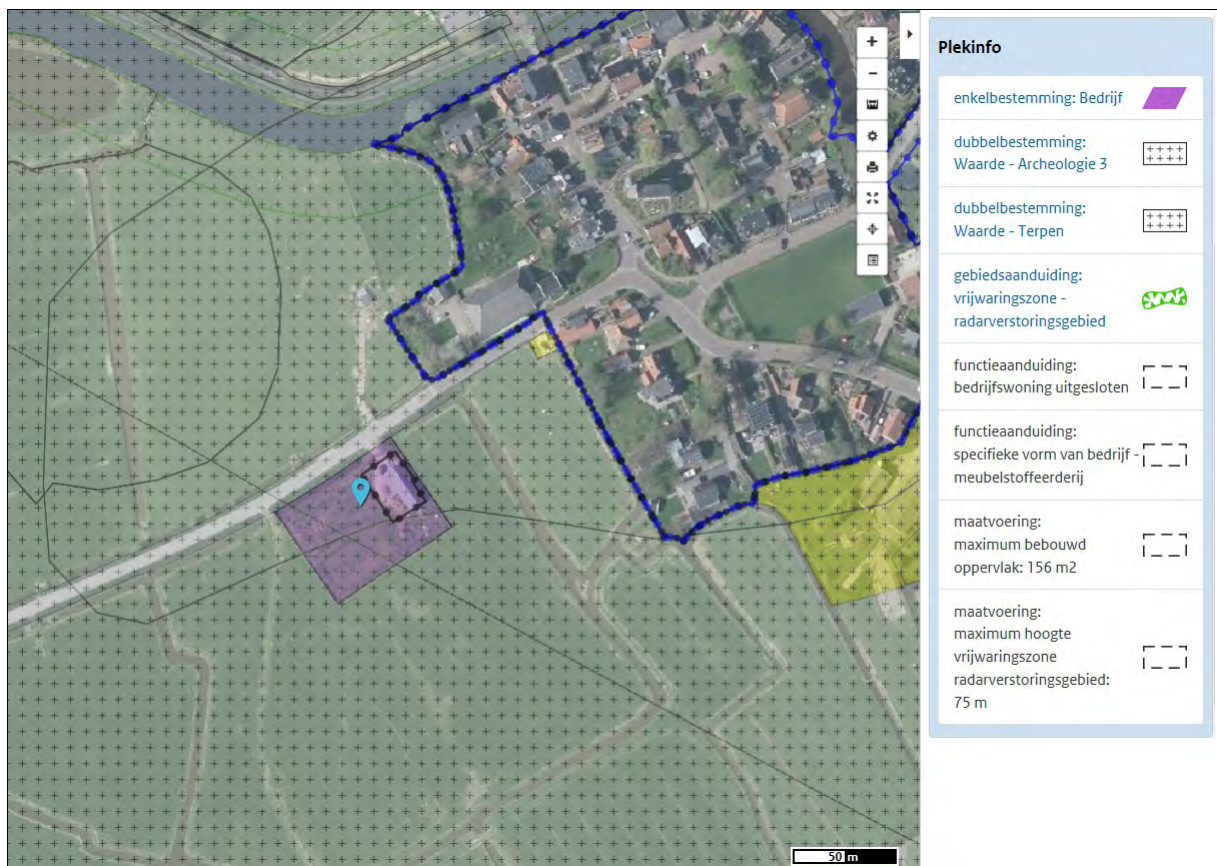 Plekinfo
enkelbestemming: Bedrijf
dubbelbestemming:
Waarde - Archeologie 3
dubbelbestemming:
Waarde - Terpen
gebiedsaanduiding:
vrijwaringszone -
radarverstoringsgebied
functieaanduiding:
bedrijfswoning uitgesloten
functieaanduiding:
specifieke vorm van bedrijf -
meubelstoffeerderij
maatvoering:
maximum bebouwd
oppervlak: 156 m2
maatvoering:
maximum hoogte
vrijwaringszone
radarverstoringsgebied:
75 m
50 m